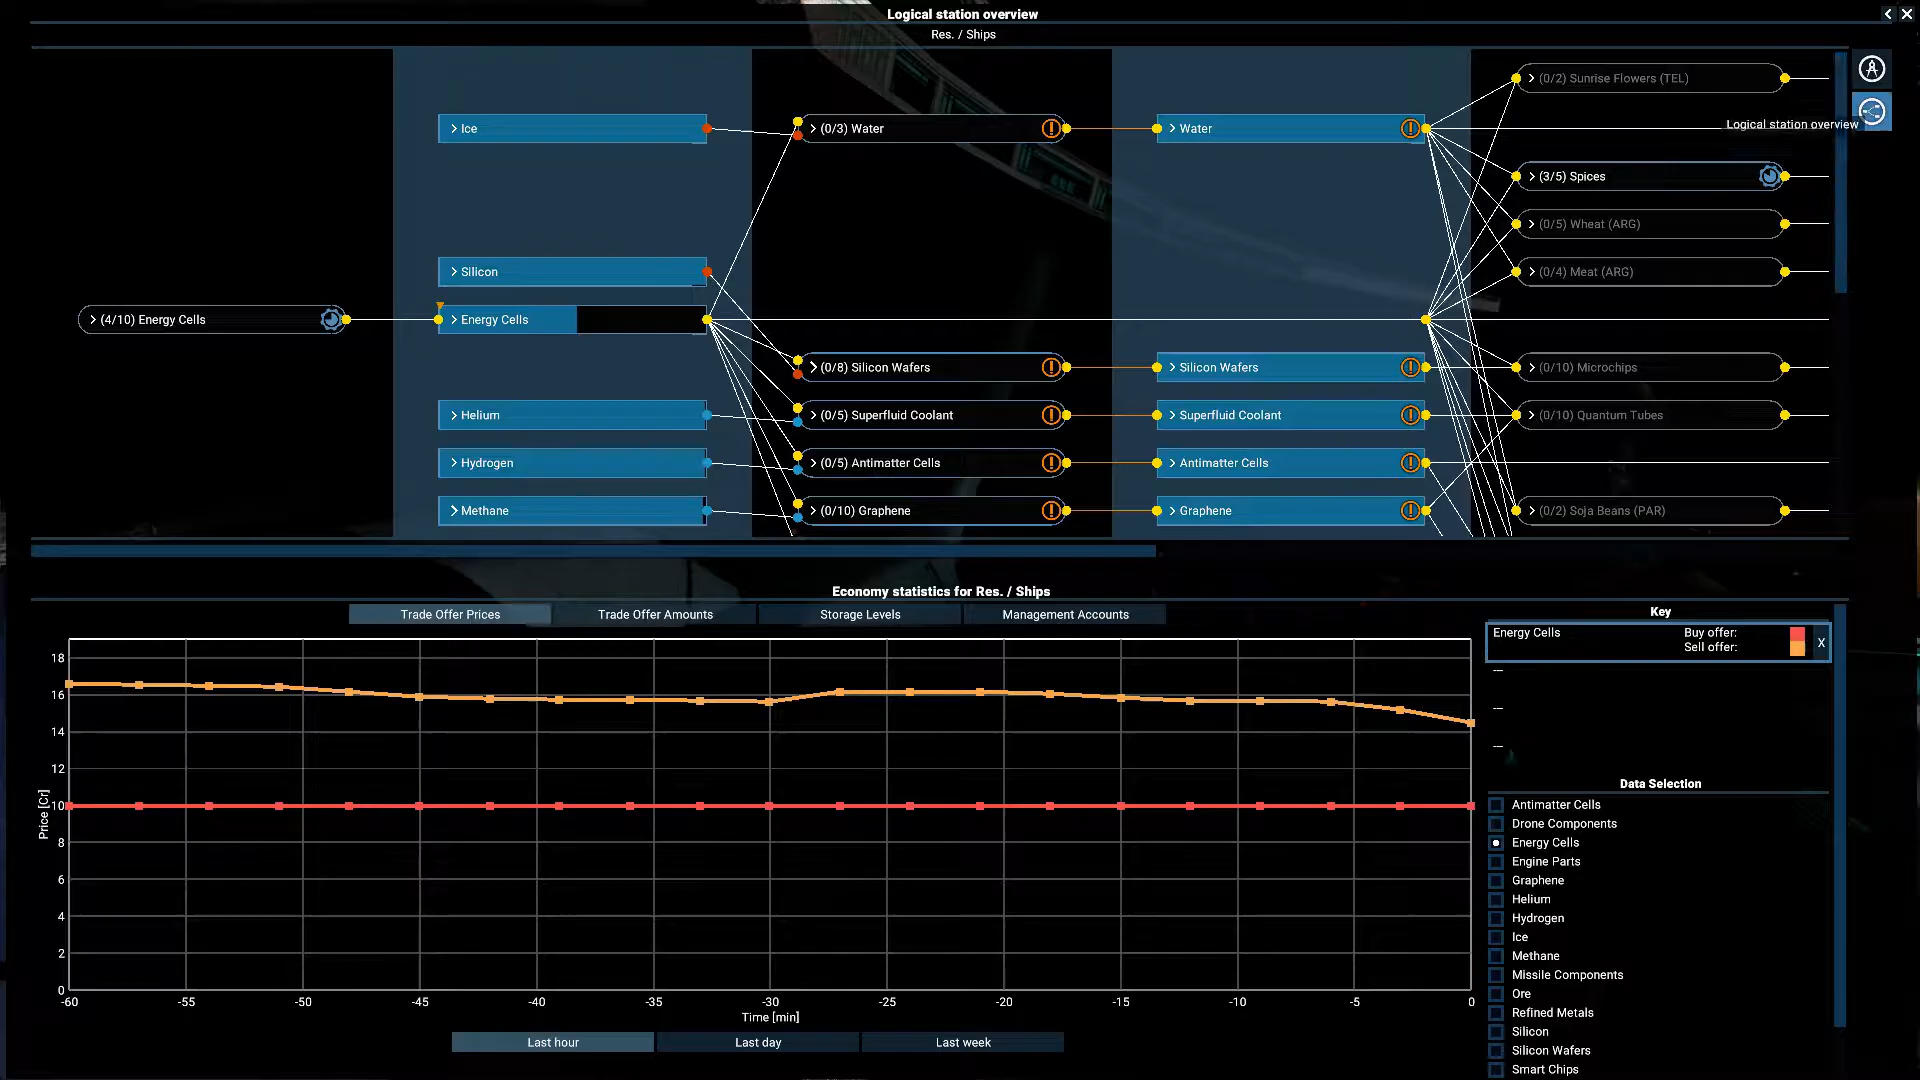 Logical station overview
Res. / Ships
(0/2) Sunrise Flowers (TEL)
Ice
(0/3) Water
Water
Logical station overview
(3/5) Spices
(0/5) Wheat (ARG)
Silicon
(0/4) Meat (ARG)
(4/10) Energy Cells
Energy Cells
(0/8) Silicon Wafers
Silicon Wafers
(0/10) Microchips
Helium
(0/5) Superfluid Coolant
Superfluid Coolant
(0/10) Quantum Tubes
Hydrogen
(0/5) Antimatter Cells
Antimatter Cells
Methane
(0/10) Graphene
Graphene
(0/2) Soja Beans (PAR)
Economy statistics for Res. / Ships
Trade Offer Prices
Trade Offer Amounts
Storage Levels
Management Accounts
18
16
14
12
10
8
6
4
2
0
Price [Cr]
-60
-55
-50
-45
-40
-35
-30
-25
-20
-15
-10
-5
0
Time [min]
Last hour
Last day
Last week
Key
Energy Cells
Buy offer:
Sell offer:
X
--
--
--
Data Selection
Antimatter Cells
Drone Components
Energy Cells
Engine Parts
Graphene
Helium
Hydrogen
Ice
Methane
Missile Components
Ore
Refined Metals
Silicon
Silicon Wafers
Smart Chips